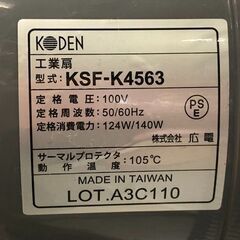 KODEN
工業扇
型式：KSF-K4563
定格電圧：100V
定格周波数：50/60Hz
定格消費電力：124W/140W
PSE
株式会社 広電
サーマルプロテクタ
動作温度：105℃
MADE IN TAIWAN
LOT.A3C110